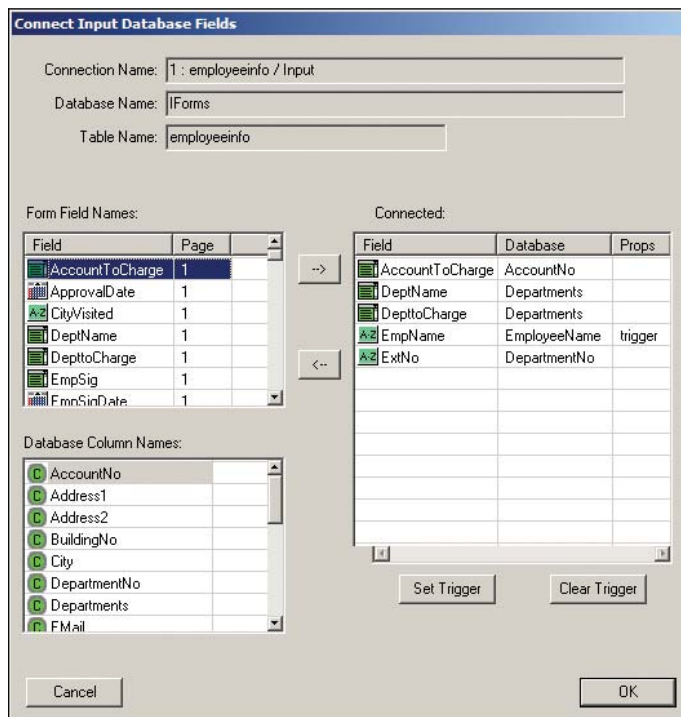 Connect Input Database Fields
Connection Name: 1 : employeeinfo / Input
Database Name: IForms
Table Name: employeeinfo
Form Field Names:
Field Page
AccountToCharge 1
ApprovalDate 1
A-Z CityVisited 1
DeptName 1
DepttoCharge 1
EmpSig 1
EmpSigDate 1
-->
<--
Connected:
Field Database Props
AccountToCharge AccountNo
DeptName Departments
DepttoCharge Departments
A-Z EmpName EmployeeName trigger
A-Z ExtNo DepartmentNo
Database Column Names:
C AccountNo
C Address1
C Address2
C BuildingNo
C City
C DepartmentNo
C Departments
C EMail
Set Trigger Clear Trigger
Cancel OK